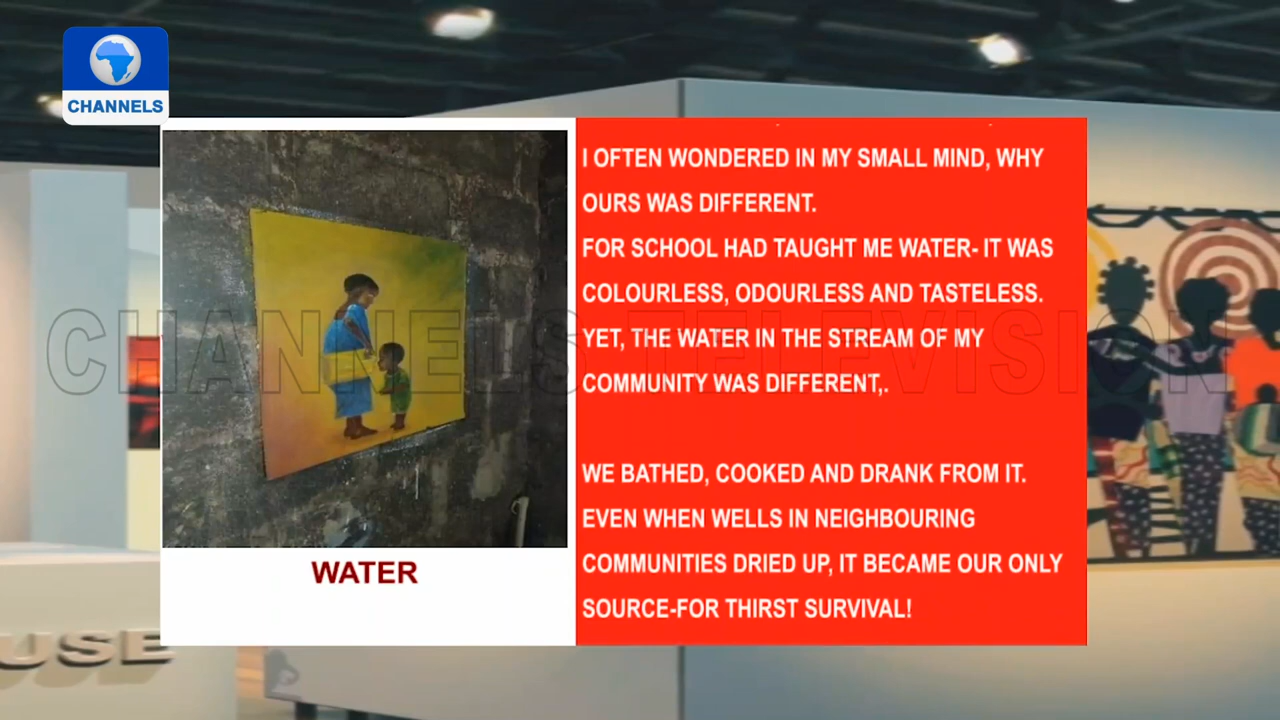 CHANNELS
I OFTEN WONDERED IN MY SMALL MIND, WHY
OURS WAS DIFFERENT.
FOR SCHOOL HAD TAUGHT ME WATER- IT WAS
COLOURLESS, ODOURLESS AND TASTELESS.
YET, THE WATER IN THE STREAM OF MY
COMMUNITY WAS DIFFERENT,.
WE BATHED, COOKED AND DRANK FROM IT.
EVEN WHEN WELLS IN NEIGHBOURING
COMMUNITIES DRIED UP, IT BECAME OUR ONLY
SOURCE-FOR THIRST SURVIVAL!
WATER
CHANNELS TELEVISION
USE